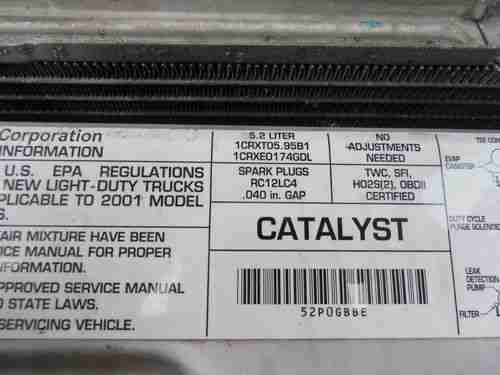 Corporation
INFORMATION
U.S. EPA REGULATIONS
NEW LIGHT-DUTY TRUCKS
PLICABLE TO 2001 MODEL
S.
AIR MIXTURE HAVE BEEN
ICE MANUAL FOR PROPER
NFORMATION.
PPROVED SERVICE MANUAL
D STATE LAWS.
SERVICING VEHICLE.
5.2 LITER
1CRXT05.95B1
1CRXE0174GDL
SPARK PLUGS
RC12LC4
.040 in. GAP
NO
ADJUSTMENTS
NEEDED
TWC, SFI,
HO2S(2), OBDII
CERTIFIED
CATALYST
52P0GBBE
EVAP
CANISTER
DUTY CYCLE
PURGE SOLENOID
LEAK
DETECTION
PUMP
FILTER